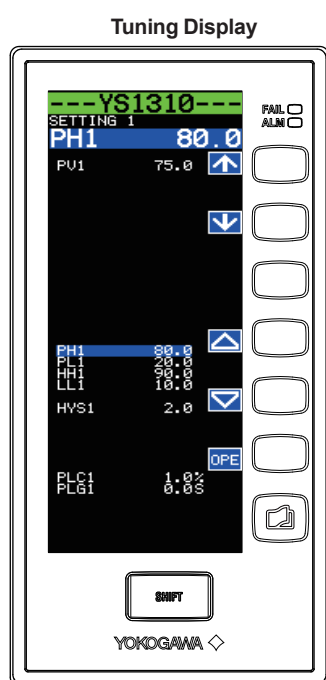 Tuning Display
---YS1310---
SETTING 1
PH1 80.0
PV1 75.0
PH1 80.0
PL1 20.0
HH1 90.0
LL1 10.0
HYS1 2.0
OPE
PLC1 1.0%
PLG1 0.0S
FAIL
ALM
SHIFT
YOKOGAWA